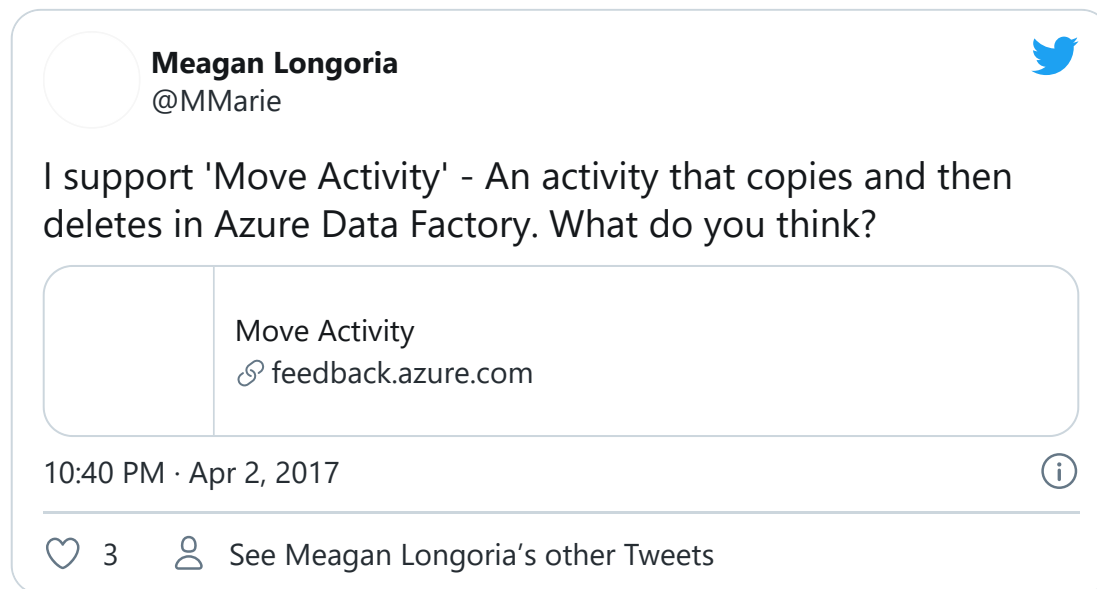 Meagan Longoria
@MMarie
I support 'Move Activity' - An activity that copies and then
deletes in Azure Data Factory. What do you think?
Move Activity
feedback.azure.com
10:40 PM · Apr 2, 2017
3 See Meagan Longoria’s other Tweets